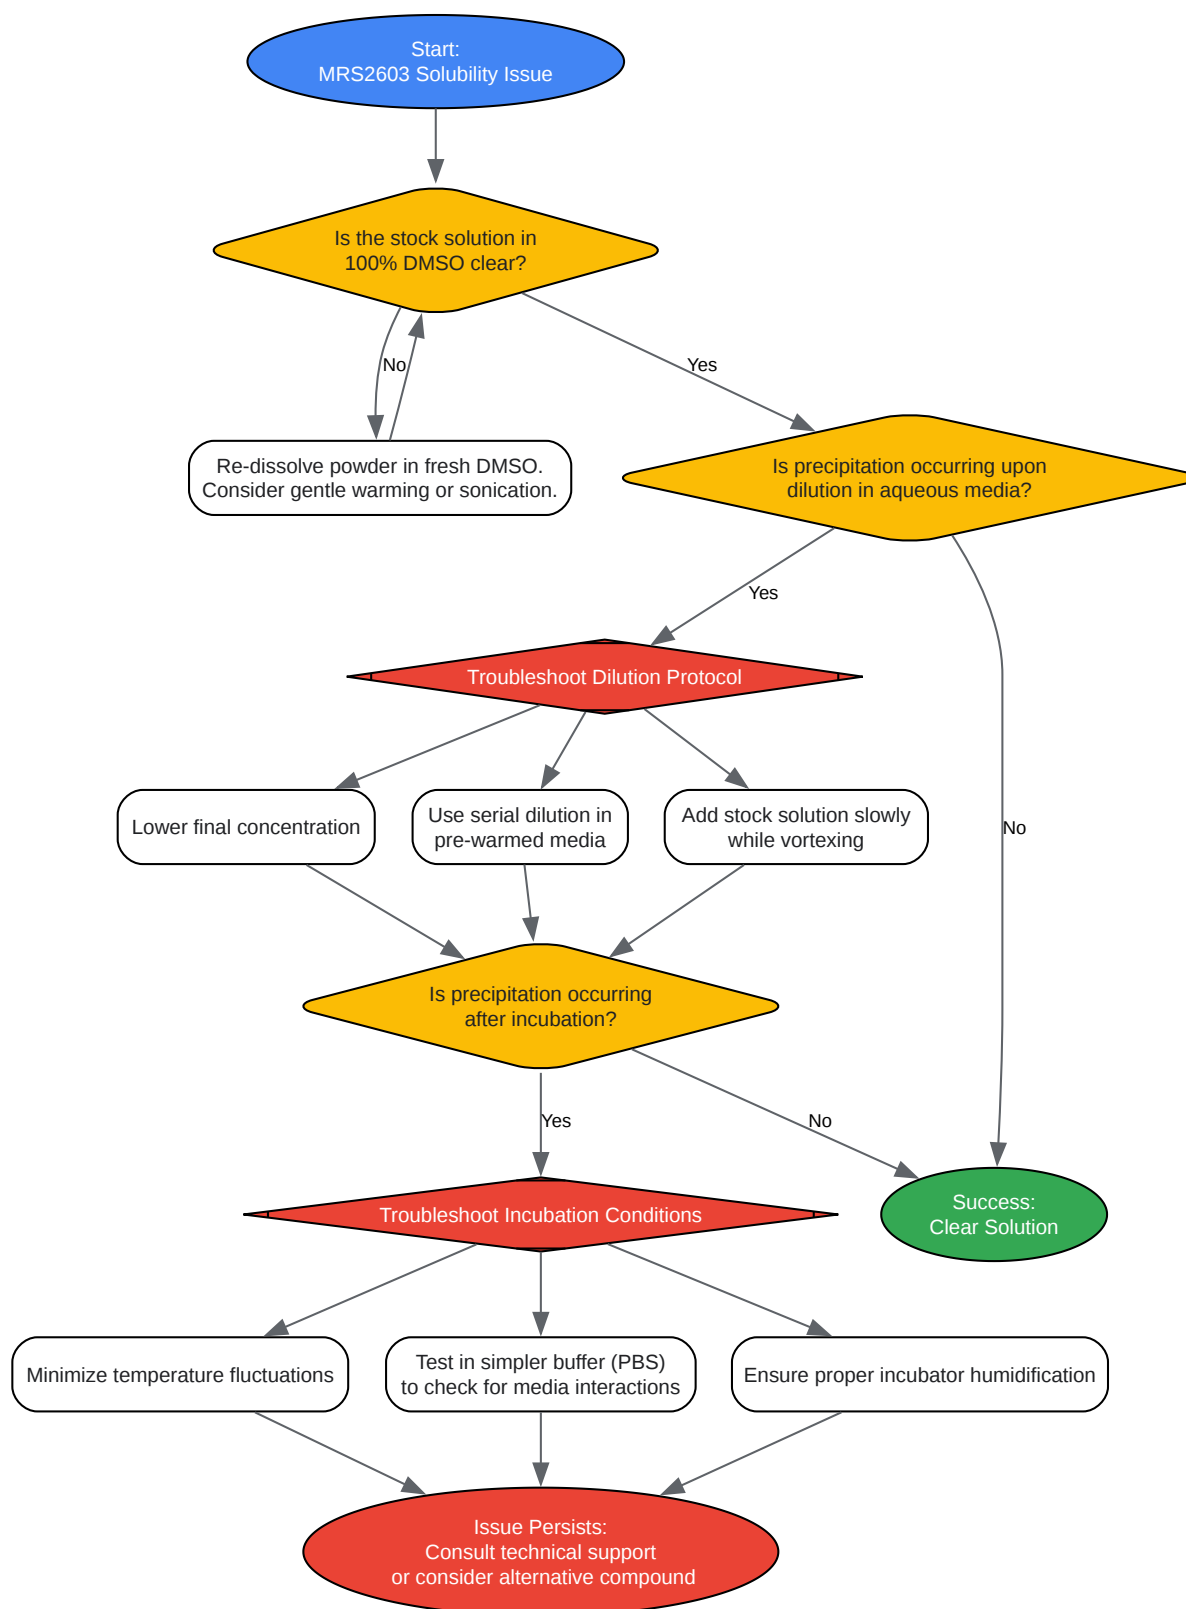 Start:
MRS2603 Solubility Issue
Is the stock solution in
100% DMSO clear?
No
Yes
Re-dissolve powder in fresh DMSO.
Consider gentle warming or sonication.
Is precipitation occurring upon
dilution in aqueous media?
Yes
No
Troubleshoot Dilution Protocol
Lower final concentration
Use serial dilution in
pre-warmed media
Add stock solution slowly
while vortexing
Is precipitation occurring
after incubation?
Yes
No
Success:
Clear Solution
Troubleshoot Incubation Conditions
Minimize temperature fluctuations
Test in simpler buffer (PBS)
to check for media interactions
Ensure proper incubator humidification
Issue Persists:
Consult technical support
or consider alternative compound